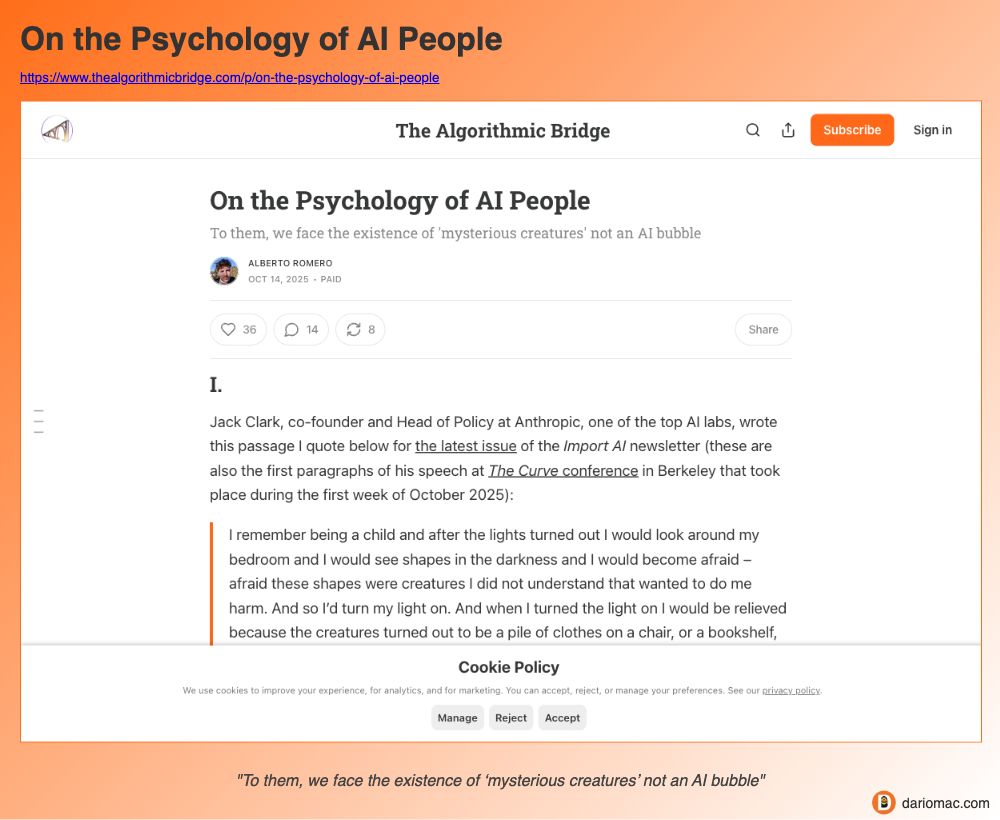 On the Psychology of AI People
https://www.thealgorithmicbridge.com/p/on-the-psychology-of-ai-people
The Algorithmic Bridge
Subscribe
Sign in
On the Psychology of AI People
To them, we face the existence of 'mysterious creatures' not an AI bubble
ALBERTO ROMERO
OCT 14, 2025 • PAID
36
14
8
Share
I.
Jack Clark, co-founder and Head of Policy at Anthropic, one of the top AI labs, wrote
this passage I quote below for the latest issue of the Import AI newsletter (these are
also the first paragraphs of his speech at The Curve conference in Berkeley that took
place during the first week of October 2025):
I remember being a child and after the lights turned out I would look around my
bedroom and I would see shapes in the darkness and I would become afraid –
afraid these shapes were creatures I did not understand that wanted to do me
harm. And so I'd turn my light on. And when I turned the light on I would be relieved
because the creatures turned out to be a pile of clothes on a chair, or a bookshelf,
Cookie Policy
We use cookies to improve your experience, for analytics, and for marketing. You can accept, reject, or manage your preferences. See our privacy policy.
Manage
Reject
Accept
"To them, we face the existence of ‘mysterious creatures’ not an AI bubble"
dariomac.com